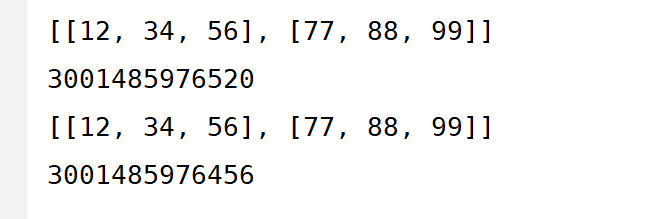 [[12, 34, 56], [77, 88, 99]]
3001485976520
[[12, 34, 56], [77, 88, 99]]
3001485976456